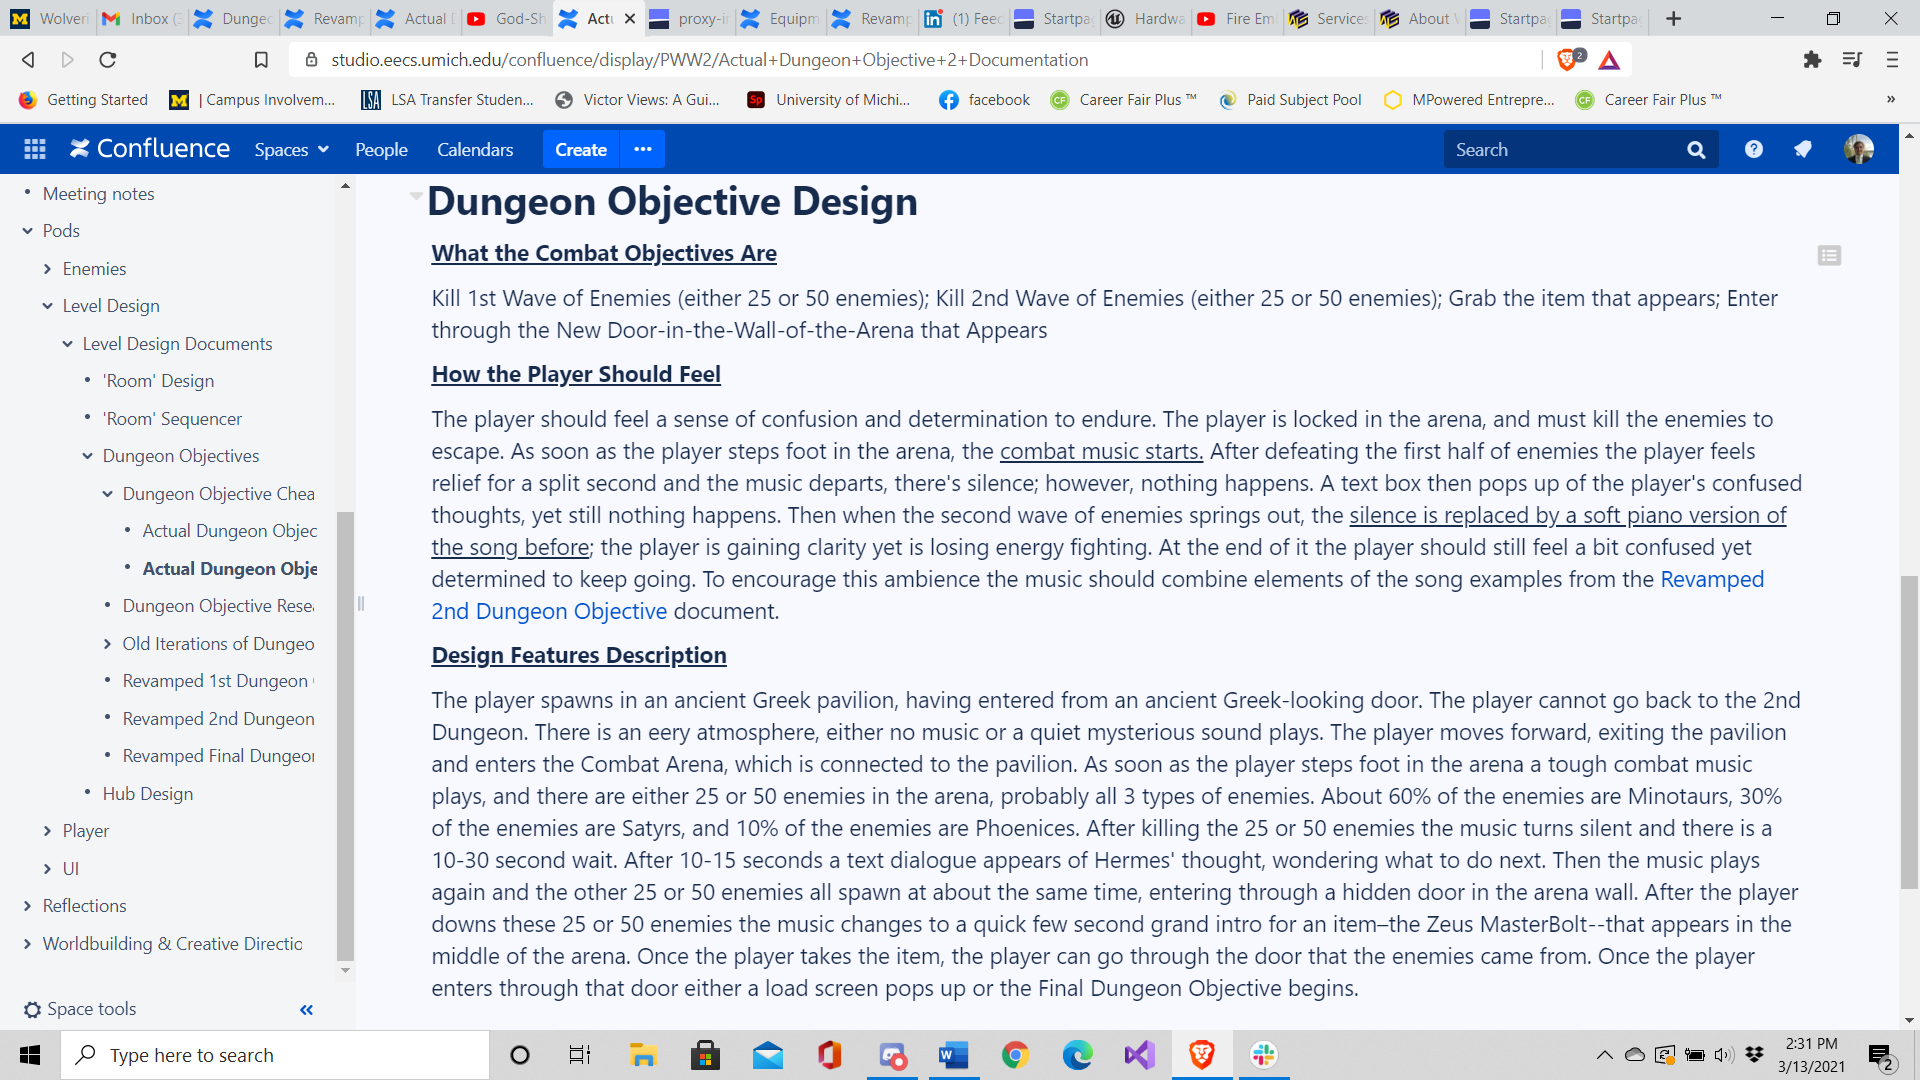 Wolveri
Inbox (3
Dungeo
Revamp
Actual D
God-Sh
Actu
proxy-in
Equipm
Revamp
(1) Feed
Startpa
Hardwa
Fire Em
Services
About W
Startpa
Startpa
studio.eecs.umich.edu/confluence/display/PWW2/Actual+Dungeon+Objective+2+Documentation
2
Getting Started
| Campus Involvem...
LSA Transfer Studen...
Victor Views: A Gui...
University of Michi...
facebook
Career Fair Plus ™
Paid Subject Pool
MPowered Entrepre...
Career Fair Plus ™
»
Confluence
Spaces
People
Calendars
Create
Search
Meeting notes
Pods
Enemies
Level Design
Level Design Documents
'Room' Design
'Room' Sequencer
Dungeon Objectives
Dungeon Objective Chea
Actual Dungeon Objec
Actual Dungeon Obje
Dungeon Objective Rese
Old Iterations of Dungeo
Revamped 1st Dungeon
Revamped 2nd Dungeon
Revamped Final Dungeo
Hub Design
Player
UI
Reflections
Worldbuilding & Creative Directio
Space tools
Dungeon Objective Design
What the Combat Objectives Are
Kill 1st Wave of Enemies (either 25 or 50 enemies); Kill 2nd Wave of Enemies (either 25 or 50 enemies); Grab the item that appears; Enter
through the New Door-in-the-Wall-of-the-Arena that Appears
How the Player Should Feel
The player should feel a sense of confusion and determination to endure. The player is locked in the arena, and must kill the enemies to
escape. As soon as the player steps foot in the arena, the combat music starts. After defeating the first half of enemies the player feels
relief for a split second and the music departs, there's silence; however, nothing happens. A text box then pops up of the player's confused
thoughts, yet still nothing happens. Then when the second wave of enemies springs out, the silence is replaced by a soft piano version of
the song before; the player is gaining clarity yet is losing energy fighting. At the end of it the player should still feel a bit confused yet
determined to keep going. To encourage this ambience the music should combine elements of the song examples from the Revamped
2nd Dungeon Objective document.
Design Features Description
The player spawns in an ancient Greek pavilion, having entered from an ancient Greek-looking door. The player cannot go back to the 2nd
Dungeon. There is an eery atmosphere, either no music or a quiet mysterious sound plays. The player moves forward, exiting the pavilion
and enters the Combat Arena, which is connected to the pavilion. As soon as the player steps foot in the arena a tough combat music
plays, and there are either 25 or 50 enemies in the arena, probably all 3 types of enemies. About 60% of the enemies are Minotaurs, 30%
of the enemies are Satyrs, and 10% of the enemies are Phoenices. After killing the 25 or 50 enemies the music turns silent and there is a
10-30 second wait. After 10-15 seconds a text dialogue appears of Hermes' thought, wondering what to do next. Then the music plays
again and the other 25 or 50 enemies all spawn at about the same time, entering through a hidden door in the arena wall. After the player
downs these 25 or 50 enemies the music changes to a quick few second grand intro for an item–the Zeus MasterBolt--that appears in the
middle of the arena. Once the player takes the item, the player can go through the door that the enemies came from. Once the player
enters through that door either a load screen pops up or the Final Dungeon Objective begins.
Type here to search
2:31 PM
3/13/2021
2